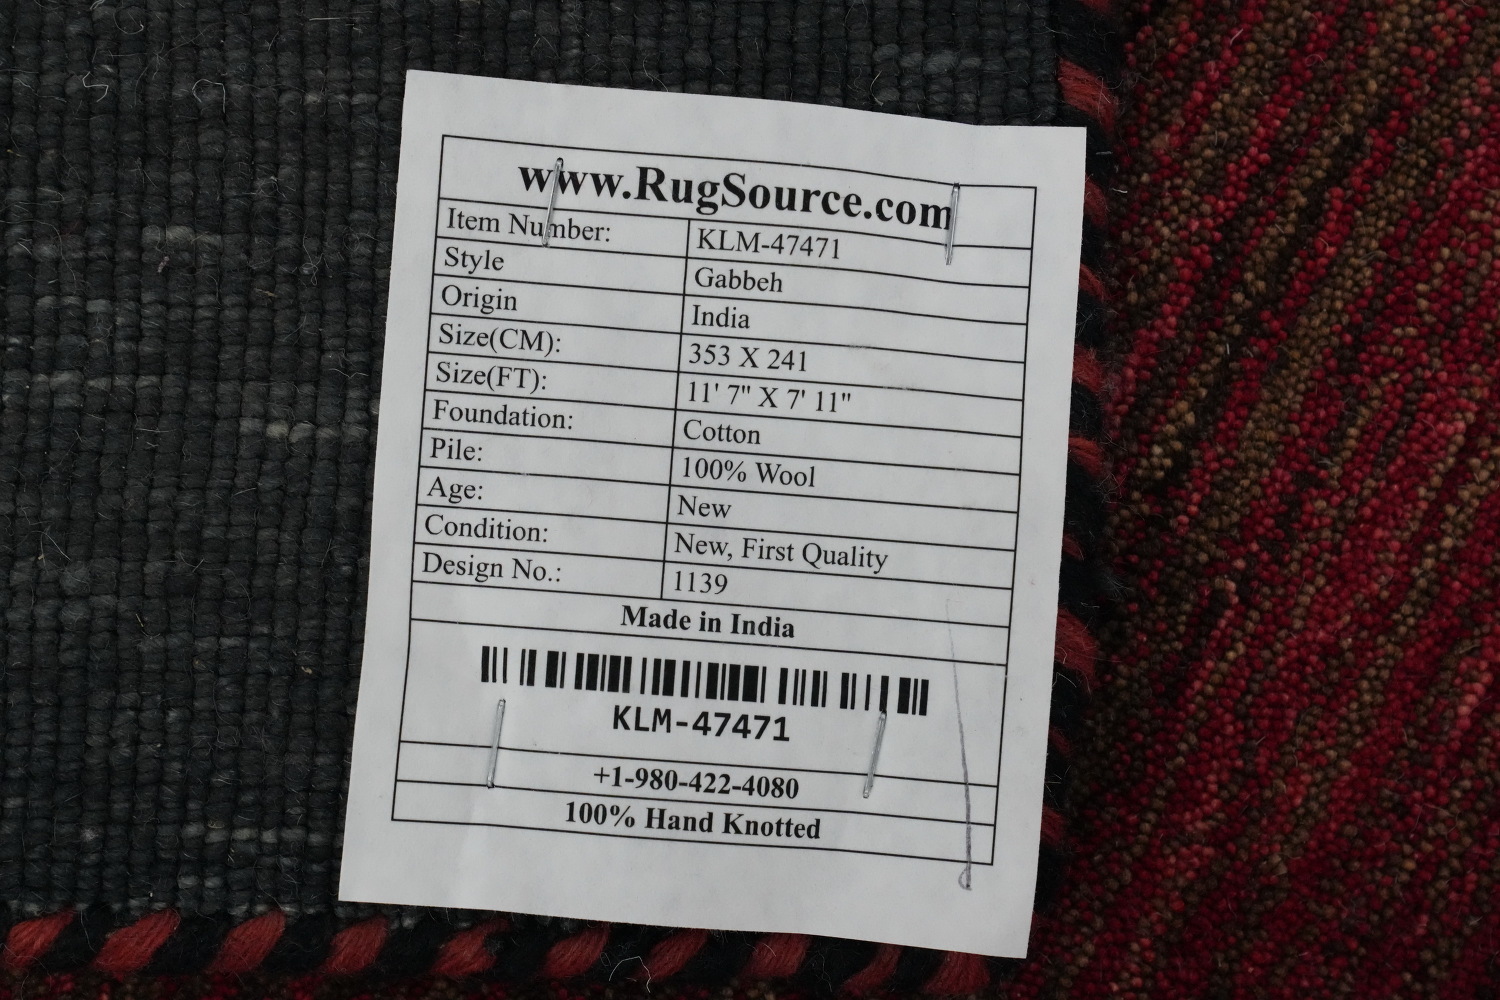 www.RugSource.com
Item Number: KLM-47471
Style Gabbeh
Origin India
Size(CM): 353 X 241
Size(FT): 11' 7" X 7' 11"
Foundation: Cotton
Pile: 100% Wool
Age: New
Condition: New, First Quality
Design No.: 1139
Made in India
KLM-47471
+1-980-422-4080
100% Hand Knotted